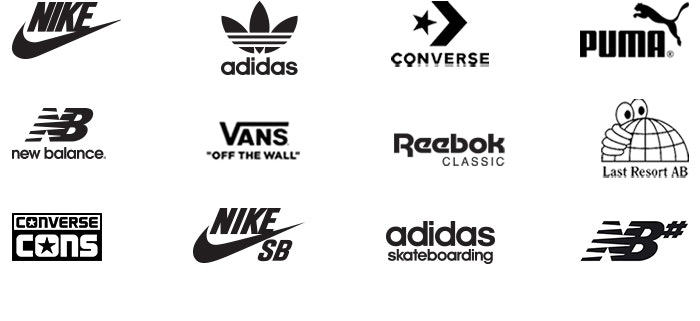 NIKE
adidas
CONVERSE
PUMA®
NB
new balance.
VANS
"OFF THE WALL"
Reebok
CLASSIC
Last Resort AB
CONVERSE
CONS
NIKE
SB
adidas
skateboarding
NB#